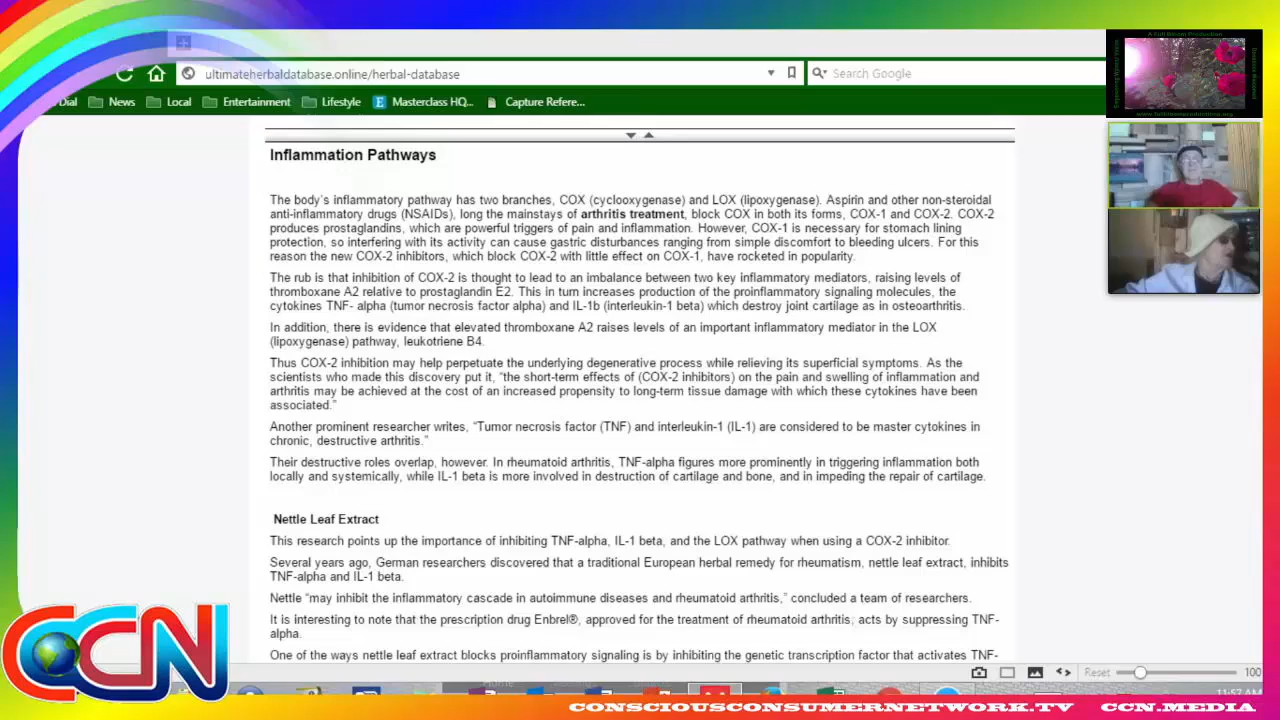 A Full Bloom Production
ultimateherbaldatabase.online/herbal-database
Search Google
Dial
News
Local
Entertainment
Lifestyle
Masterclass HQ...
Capture Refere...
Inflammation Pathways
The body's inflammatory pathway has two branches, COX (cyclooxygenase) and LOX (lipoxygenase). Aspirin and other non-steroidal
anti-inflammatory drugs (NSAIDs), long the mainstays of arthritis treatment, block COX in both its forms, COX-1 and COX-2. COX-2
produces prostaglandins, which are powerful triggers of pain and inflammation. However, COX-1 is necessary for stomach lining
protection, so interfering with its activity can cause gastric disturbances ranging from simple discomfort to bleeding ulcers. For this
reason the new COX-2 inhibitors, which block COX-2 with little effect on COX-1, have rocketed in popularity.
The rub is that inhibition of COX-2 is thought to lead to an imbalance between two key inflammatory mediators, raising levels of
thromboxane A2 relative to prostaglandin E2. This in turn increases production of the proinflammatory signaling molecules, the
cytokines TNF- alpha (tumor necrosis factor alpha) and IL-1b (interleukin-1 beta) which destroy joint cartilage as in osteoarthritis.
In addition, there is evidence that elevated thromboxane A2 raises levels of an important inflammatory mediator in the LOX
(lipoxygenase) pathway, leukotriene B4.
Thus COX-2 inhibition may help perpetuate the underlying degenerative process while relieving its superficial symptoms. As the
scientists who made this discovery put it, “the short-term effects of (COX-2 inhibitors) on the pain and swelling of inflammation and
arthritis may be achieved at the cost of an increased propensity to long-term tissue damage with which these cytokines have been
associated.”
Another prominent researcher writes, “Tumor necrosis factor (TNF) and interleukin-1 (IL-1) are considered to be master cytokines in
chronic, destructive arthritis.”
Their destructive roles overlap, however. In rheumatoid arthritis, TNF-alpha figures more prominently in triggering inflammation both
locally and systemically, while IL-1 beta is more involved in destruction of cartilage and bone, and in impeding the repair of cartilage.
Nettle Leaf Extract
This research points up the importance of inhibiting TNF-alpha, IL-1 beta, and the LOX pathway when using a COX-2 inhibitor.
Several years ago, German researchers discovered that a traditional European herbal remedy for rheumatism, nettle leaf extract, inhibits
TNF-alpha and IL-1 beta.
Nettle “may inhibit the inflammatory cascade in autoimmune diseases and rheumatoid arthritis,” concluded a team of researchers.
It is interesting to note that the prescription drug Enbrel®, approved for the treatment of rheumatoid arthritis, acts by suppressing TNF-
alpha.
One of the ways nettle leaf extract blocks proinflammatory signaling is by inhibiting the genetic transcription factor that activates TNF-
Reset
100
11:57 AM
CCN
CONSCIOUSCONSUMERNETWORK.TV CCN.MEDIA